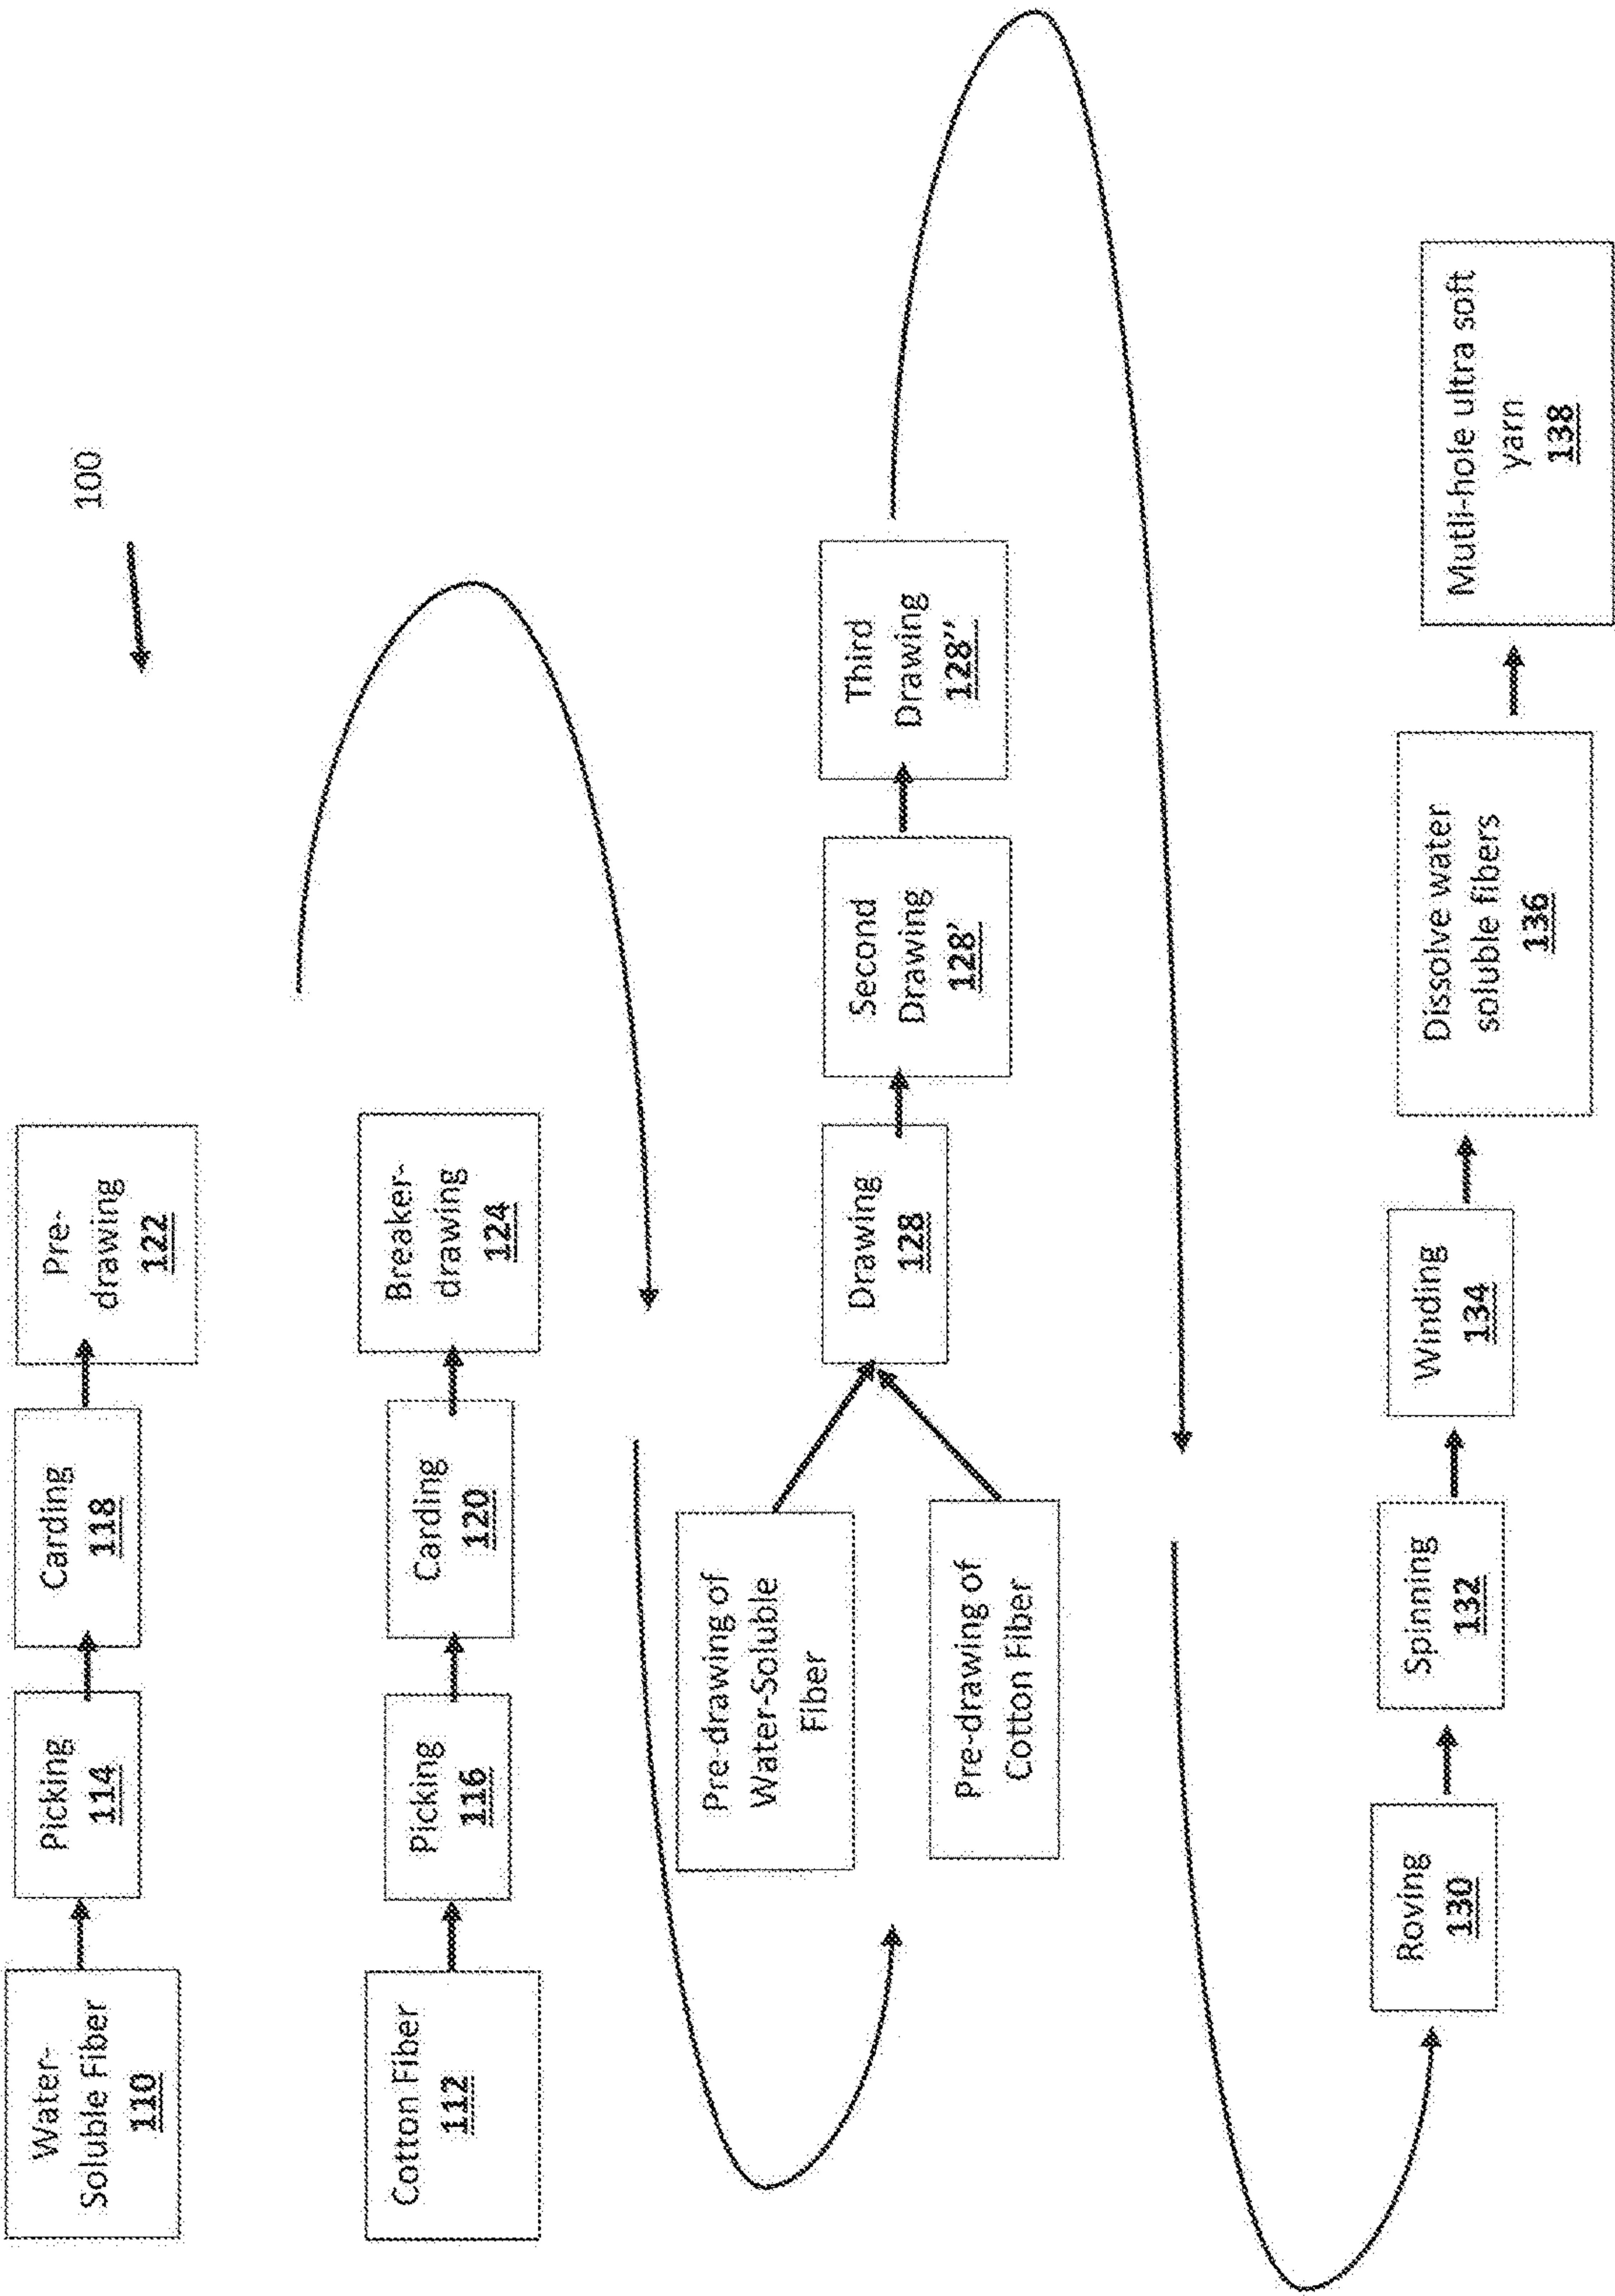 100
Water-
Soluble Fiber
110
Picking
114
Carding
118
Pre-
drawing
122
Cotton Fiber
112
Picking
116
Carding
120
Breaker-
drawing
124
Pre-drawing of
Water-Soluble
Fiber
Pre-drawing of
Cotton Fiber
Drawing
128
Second
Drawing
128'
Third
Drawing
128''
Roving
130
Spinning
132
Winding
134
Dissolve water
soluble fibers
136
Mutli-hole ultra soft
yarn
138